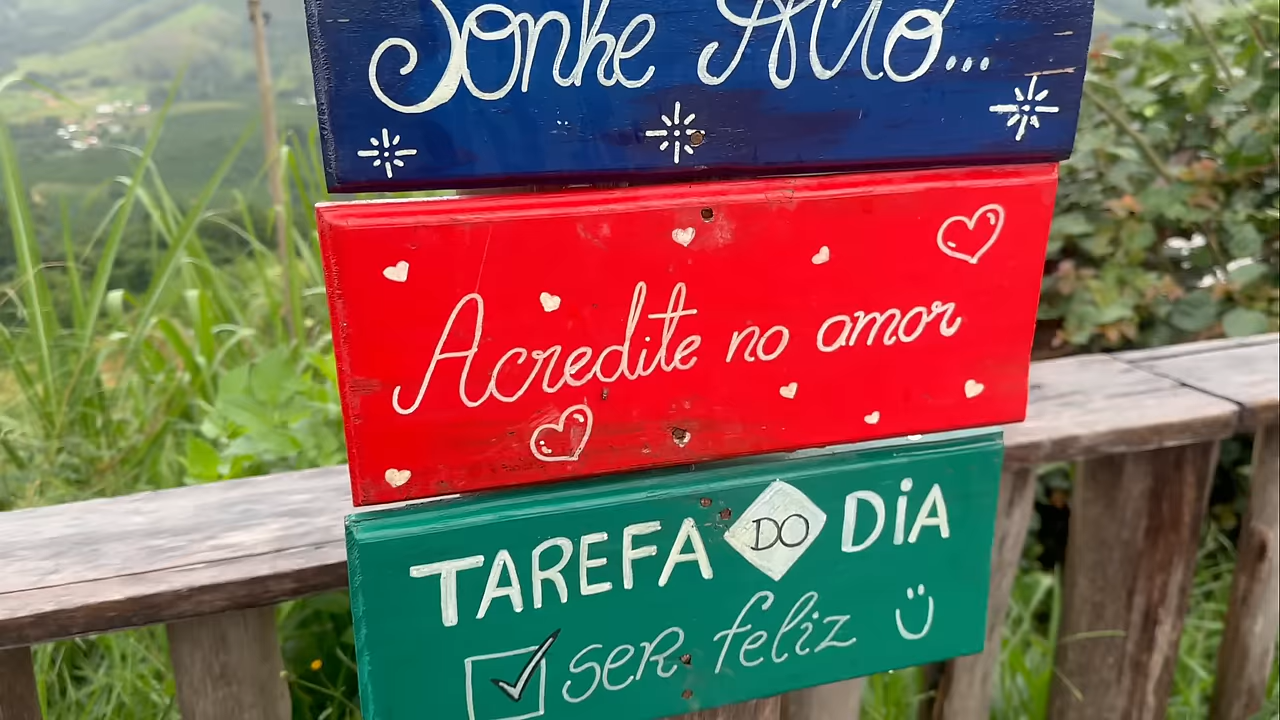 Sonhe Alto...
Acredite no amor
TAREFA DO DIA
SER feliz